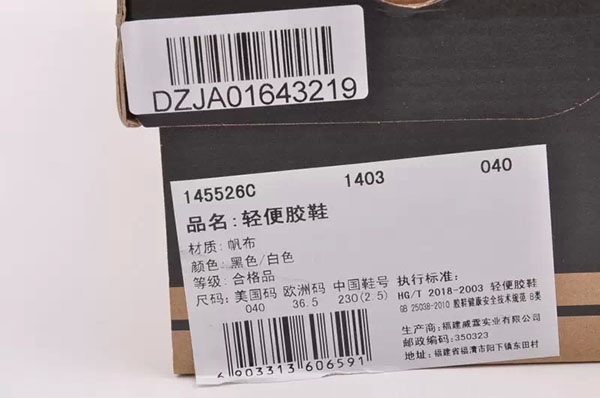 DZJA01643219
145526C 1403 040
品名:轻便胶鞋
材质:帆布
颜色:黑色/白色
等级:合格品
尺码:美国码 欧洲码 中国鞋号
040 36.5 230(2.5)
执行标准:
HG/T 2018-2003 轻便胶鞋
GB 25038-2010 胶鞋健康安全技术规范 B类
生产商:福建威霖实业有限公司
邮政编码:350323
地址:福建省福清市阳下镇东田村
4903313606591